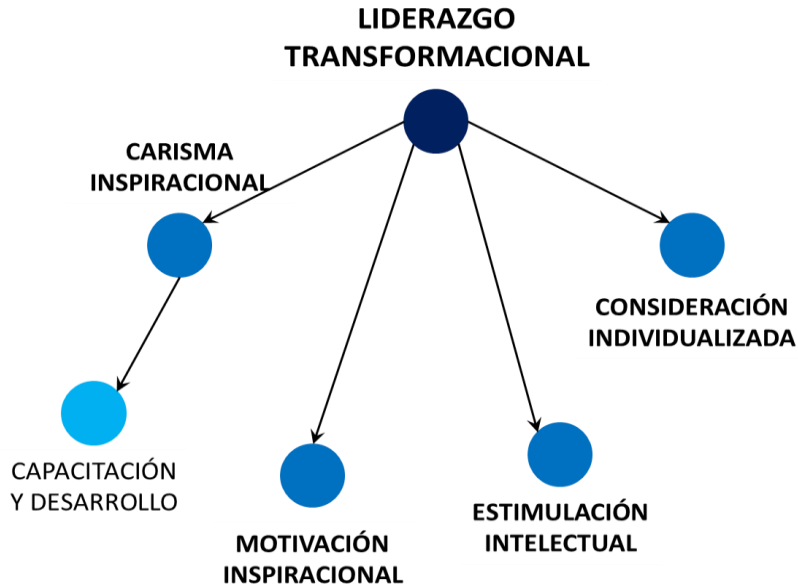 LIDERAZGO
TRANSFORMACIONAL
CARISMA
INSPIRACIONAL
CONSIDERACIÓN
INDIVIDUALIZADA
CAPACITACIÓN
Y DESARROLLO
ESTIMULACIÓN
INTELECTUAL
MOTIVACIÓN
INSPIRACIONAL